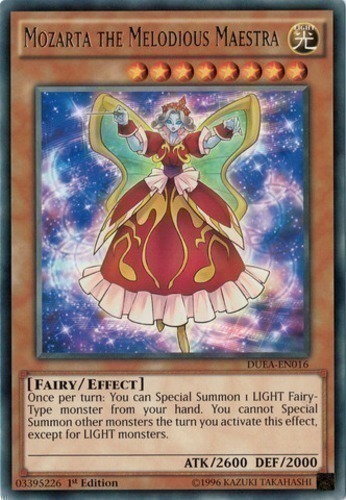 MOZARTA THE MELODIOUS MAESTRA
LIGHT
光
DUEA-EN016
[FAIRY/EFFECT]
Once per turn: You can Special Summon 1 LIGHT Fairy-
Type monster from your hand. You cannot Special
Summon other monsters the turn you activate this effect,
except for LIGHT monsters.
ATK/2600 DEF/2000
03395226 1st Edition ©1996 KAZUKI TAKAHASHI